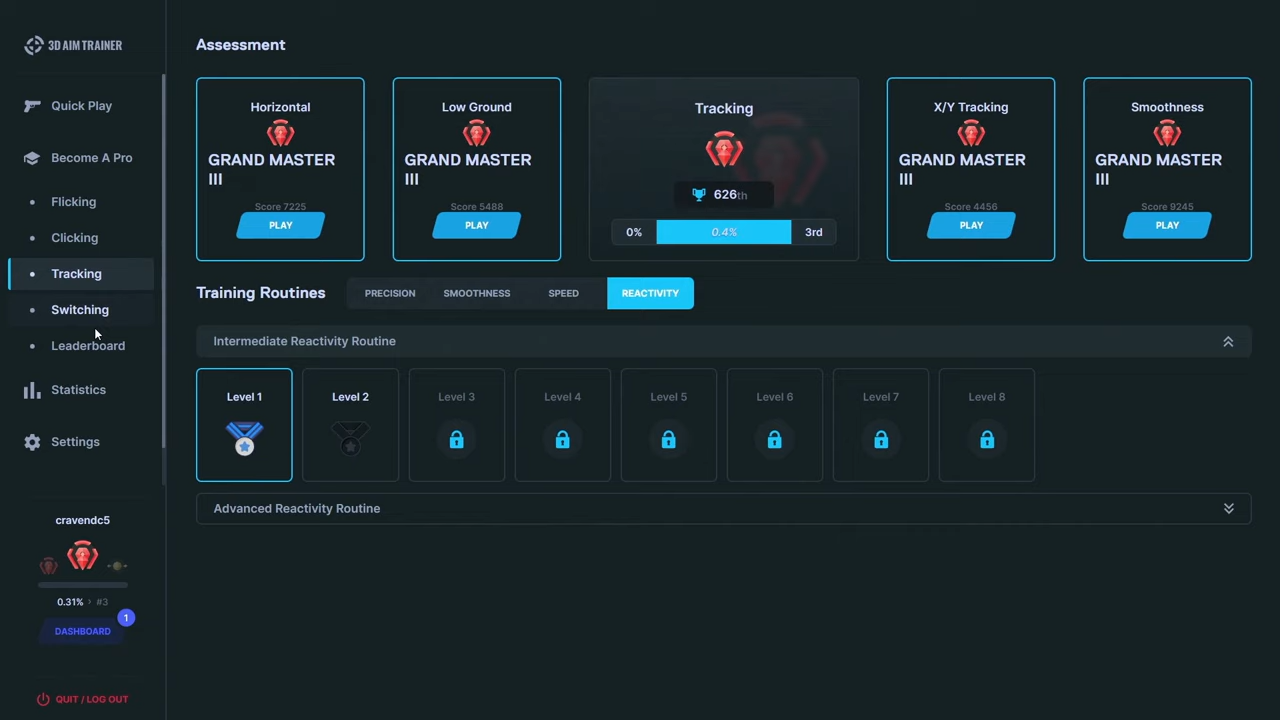 3D AIM TRAINER
Quick Play
Become A Pro
Flicking
Clicking
Tracking
Switching
Leaderboard
Statistics
Settings
cravendc5
0.31% > #3
1
DASHBOARD
QUIT / LOG OUT
Assessment
Horizontal
GRAND MASTER
III
Score 7225
PLAY
Low Ground
GRAND MASTER
III
Score 5488
PLAY
Tracking
626th
0% 0.4% 3rd
X/Y Tracking
GRAND MASTER
III
Score 4456
PLAY
Smoothness
GRAND MASTER
III
Score 9245
PLAY
Training Routines PRECISION SMOOTHNESS SPEED REACTIVITY
Intermediate Reactivity Routine
Level 1 Level 2 Level 3 Level 4 Level 5 Level 6 Level 7 Level 8
Advanced Reactivity Routine